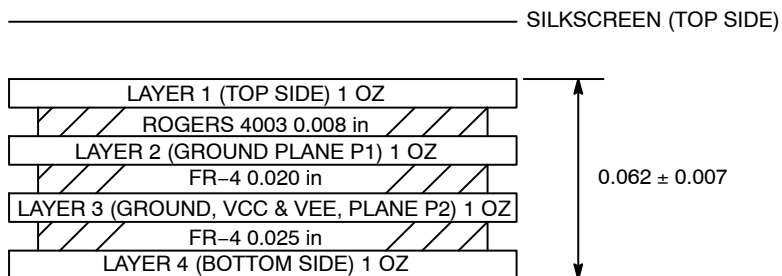 SILKSCREEN (TOP SIDE)
LAYER 1 (TOP SIDE) 1 OZ
ROGERS 4003 0.008 in
LAYER 2 (GROUND PLANE P1) 1 OZ
FR−4 0.020 in
0.062 ± 0.007
LAYER 3 (GROUND, VCC & VEE, PLANE P2) 1 OZ
FR−4 0.025 in
LAYER 4 (BOTTOM SIDE) 1 OZ